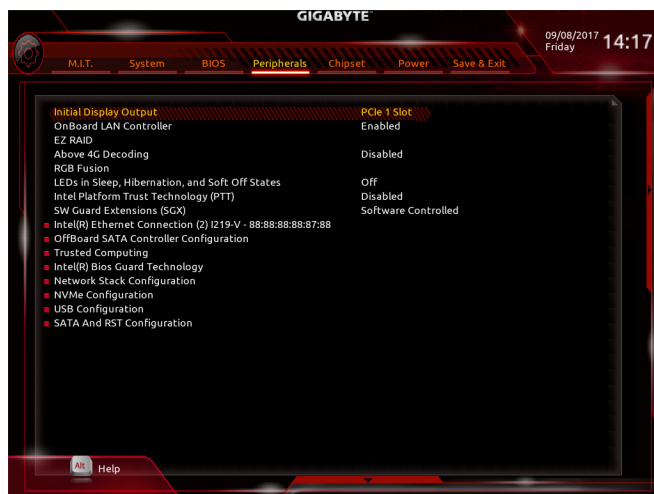 GIGABYTE™
09/08/2017 14:17
Friday
M.I.T. System BIOS Peripherals Chipset Power Save & Exit
Initial Display Output PCIe 1 Slot
OnBoard LAN Controller Enabled
EZ RAID
Above 4G Decoding Disabled
RGB Fusion
LEDs in Sleep, Hibernation, and Soft Off States Off
Intel Platform Trust Technology (PTT) Disabled
SW Guard Extensions (SGX) Software Controlled
Intel(R) Ethernet Connection (2) I219-V - 88:88:88:88:87:88
OffBoard SATA Controller Configuration
Trusted Computing
Intel(R) Bios Guard Technology
Network Stack Configuration
NVMe Configuration
USB Configuration
SATA And RST Configuration
Alt Help